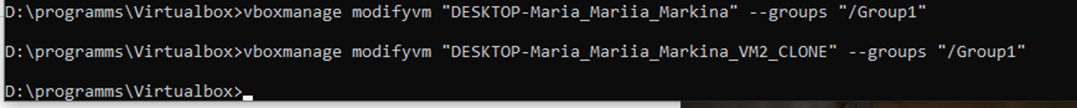 D:\programms\Virtualbox>vboxmanage modifyvm "DESKTOP-Maria_Mariia_Markina" --groups "/Group1"
D:\programms\Virtualbox>vboxmanage modifyvm "DESKTOP-Maria_Mariia_Markina_VM2_CLONE" --groups "/Group1"
D:\programms\Virtualbox>